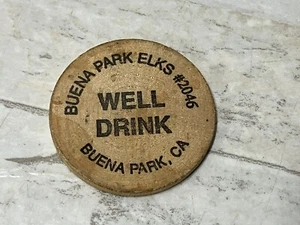 BUENA PARK ELKS #2046
WELL
DRINK
BUENA PARK, CA